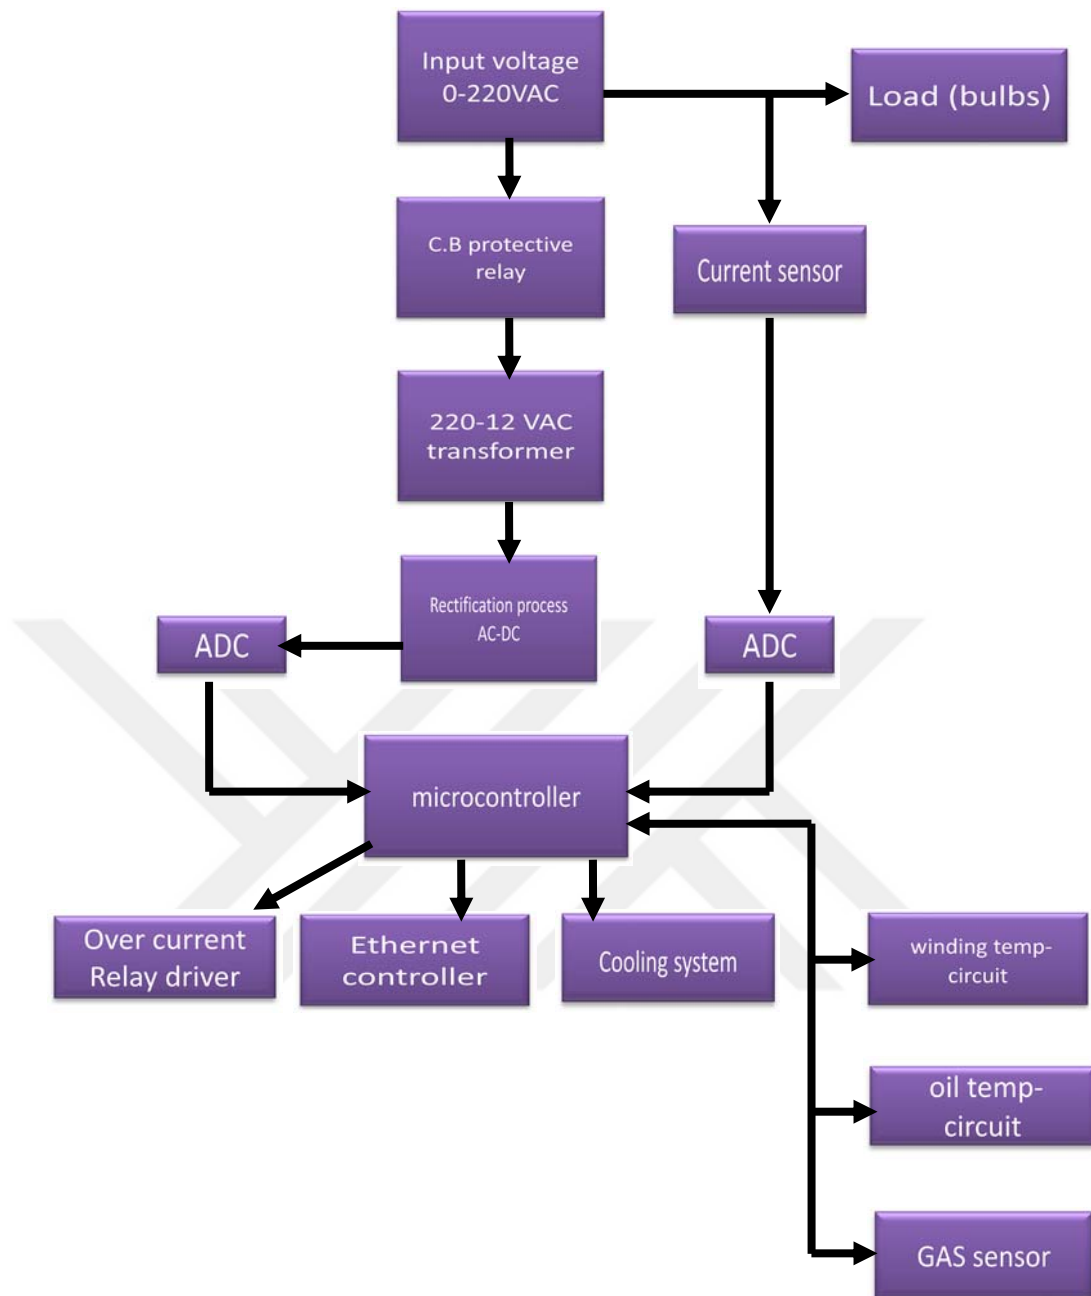 Input voltage
0-220VAC
Load (bulbs)
C.B protective
relay
Current sensor
220-12 VAC
transformer
Rectification process
AC-DC
ADC
ADC
microcontroller
Over current
Relay driver
Ethernet
controller
Cooling system
winding temp-
circuit
oil temp-
circuit
GAS sensor